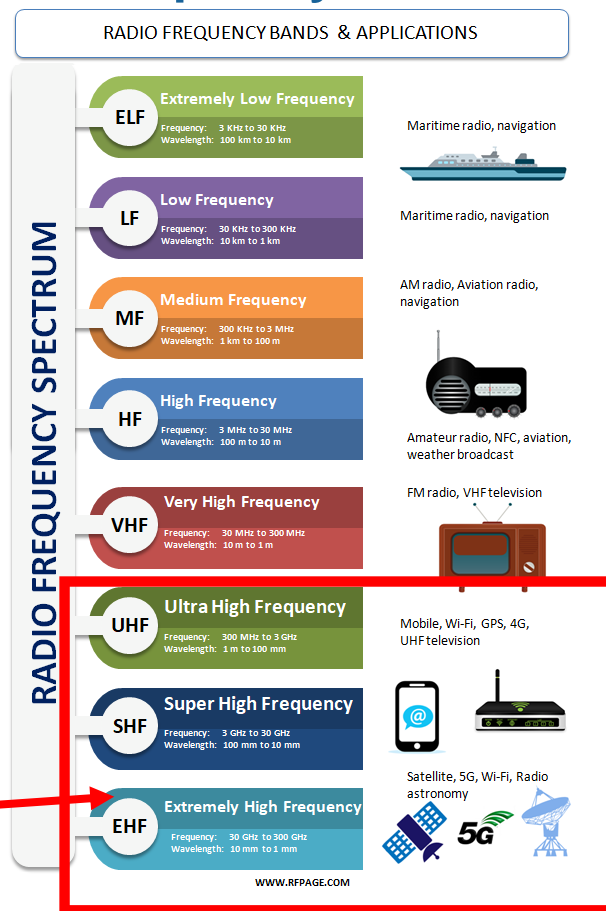 RADIO FREQUENCY BANDS & APPLICATIONS
RADIO FREQUENCY SPECTRUM
ELF
Extremely Low Frequency
Frequency: 3 KHz to 30 KHz
Wavelength: 100 km to 10 km
Maritime radio, navigation
LF
Low Frequency
Frequency: 30 KHz to 300 KHz
Wavelength: 10 km to 1 km
Maritime radio, navigation
MF
Medium Frequency
Frequency: 300 KHz to 3 MHz
Wavelength: 1 km to 100 m
AM radio, Aviation radio,
navigation
HF
High Frequency
Frequency: 3 MHz to 30 MHz
Wavelength: 100 m to 10 m
Amateur radio, NFC, aviation,
weather broadcast
VHF
Very High Frequency
Frequency: 30 MHz to 300 MHz
Wavelength: 10 m to 1 m
FM radio, VHF television
UHF
Ultra High Frequency
Frequency: 300 MHz to 3 GHz
Wavelength: 1 m to 100 mm
Mobile, Wi-Fi, GPS, 4G,
UHF television
@
SHF
Super High Frequency
Frequency: 3 GHz to 30 GHz
Wavelength: 100 mm to 10 mm
Satellite, 5G, Wi-Fi, Radio
astronomy
EHF
Extremely High Frequency
Frequency: 30 GHz to 300 GHz
Wavelength: 10 mm to 1 mm
5G
WWW.RFPAGE.COM